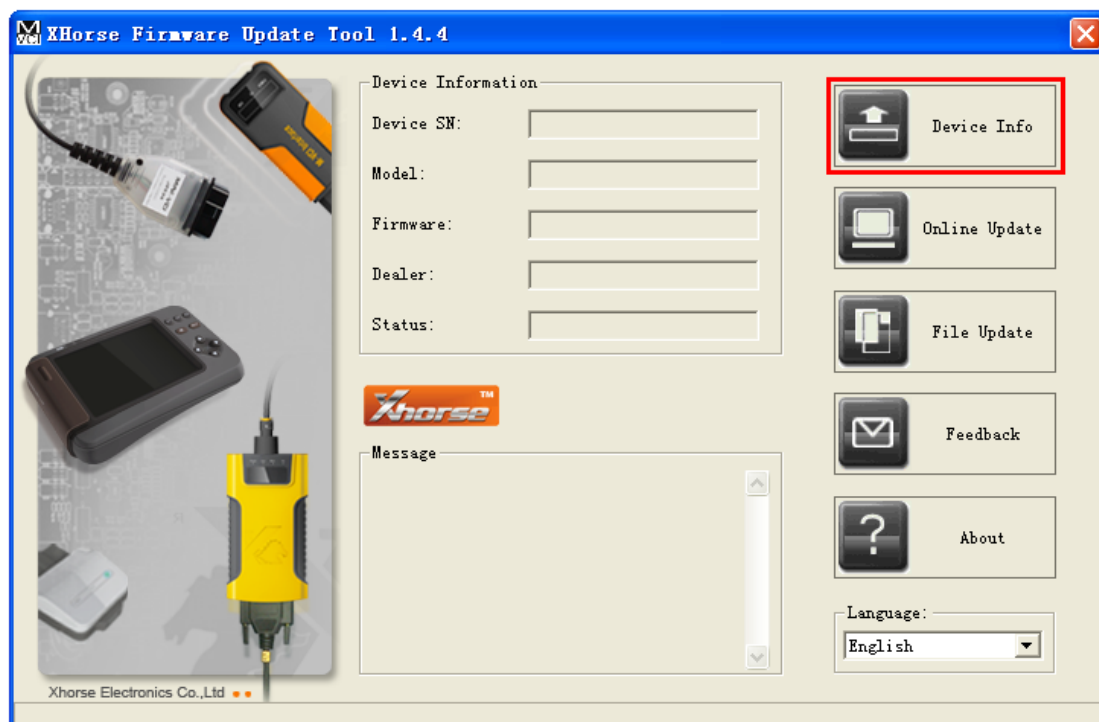 XHorse Firmware Update Tool 1.4.4
Device Information
Device SN:
Model:
Firmware:
Dealer:
Status:
Xhorse™
Message
Device Info
Online Update
File Update
Feedback
About
Language:
English
Xhorse Electronics Co.,Ltd